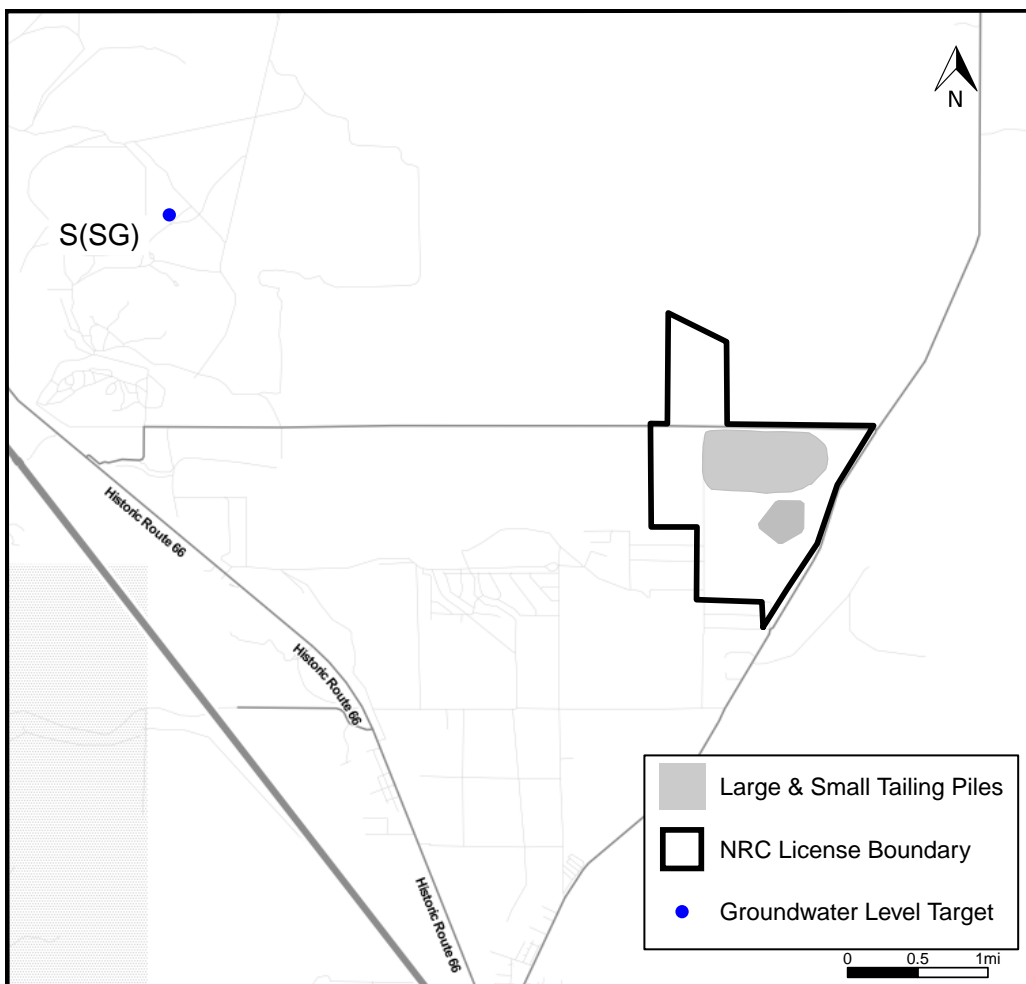 N
S(SG)
Historic Route 66
Historic Route 66
Historic Route 66
Large & Small Tailing Piles
NRC License Boundary
Groundwater Level Target
0 0.5 1mi